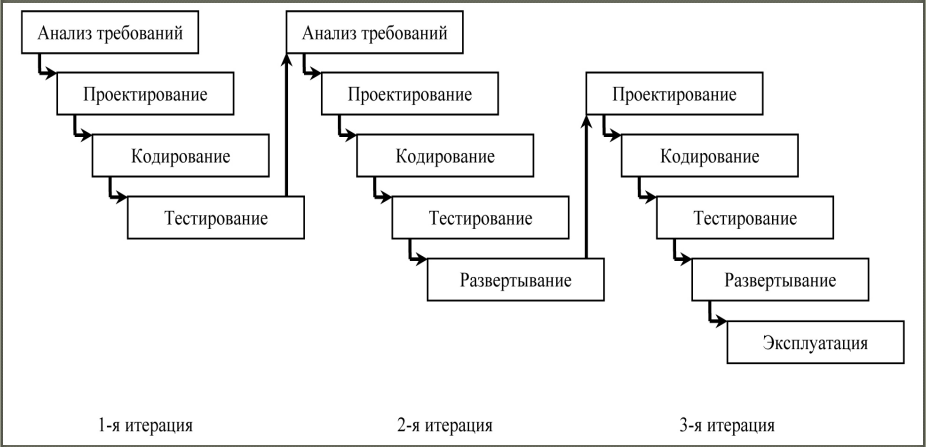 Анализ требований
Проектирование
Кодирование
Тестирование
Анализ требований
Проектирование
Кодирование
Тестирование
Развертывание
Проектирование
Кодирование
Тестирование
Развертывание
Эксплуатация
1-я итерация
2-я итерация
3-я итерация